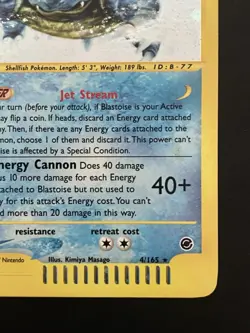 Shellfish Pokémon. Length: 5' 3", Weight: 189 lbs. ID: B-77
Jet Stream
r turn (before your attack), if Blastoise is your Active
ay flip a coin. If heads, discard an Energy card attached
Then, if there are any Energy cards attached to the
mon, choose 1 of them and discard it. This power can't
ise is affected by a Special Condition.
nergy Cannon Does 40 damage
us 10 more damage for each Energy
ttached to Blastoise but not used to
y for this attack's Energy cost. You can't
d more than 20 damage in this way.
40+
resistance retreat cost
Nintendo Illus. Kimiya Masago 4/165 ★